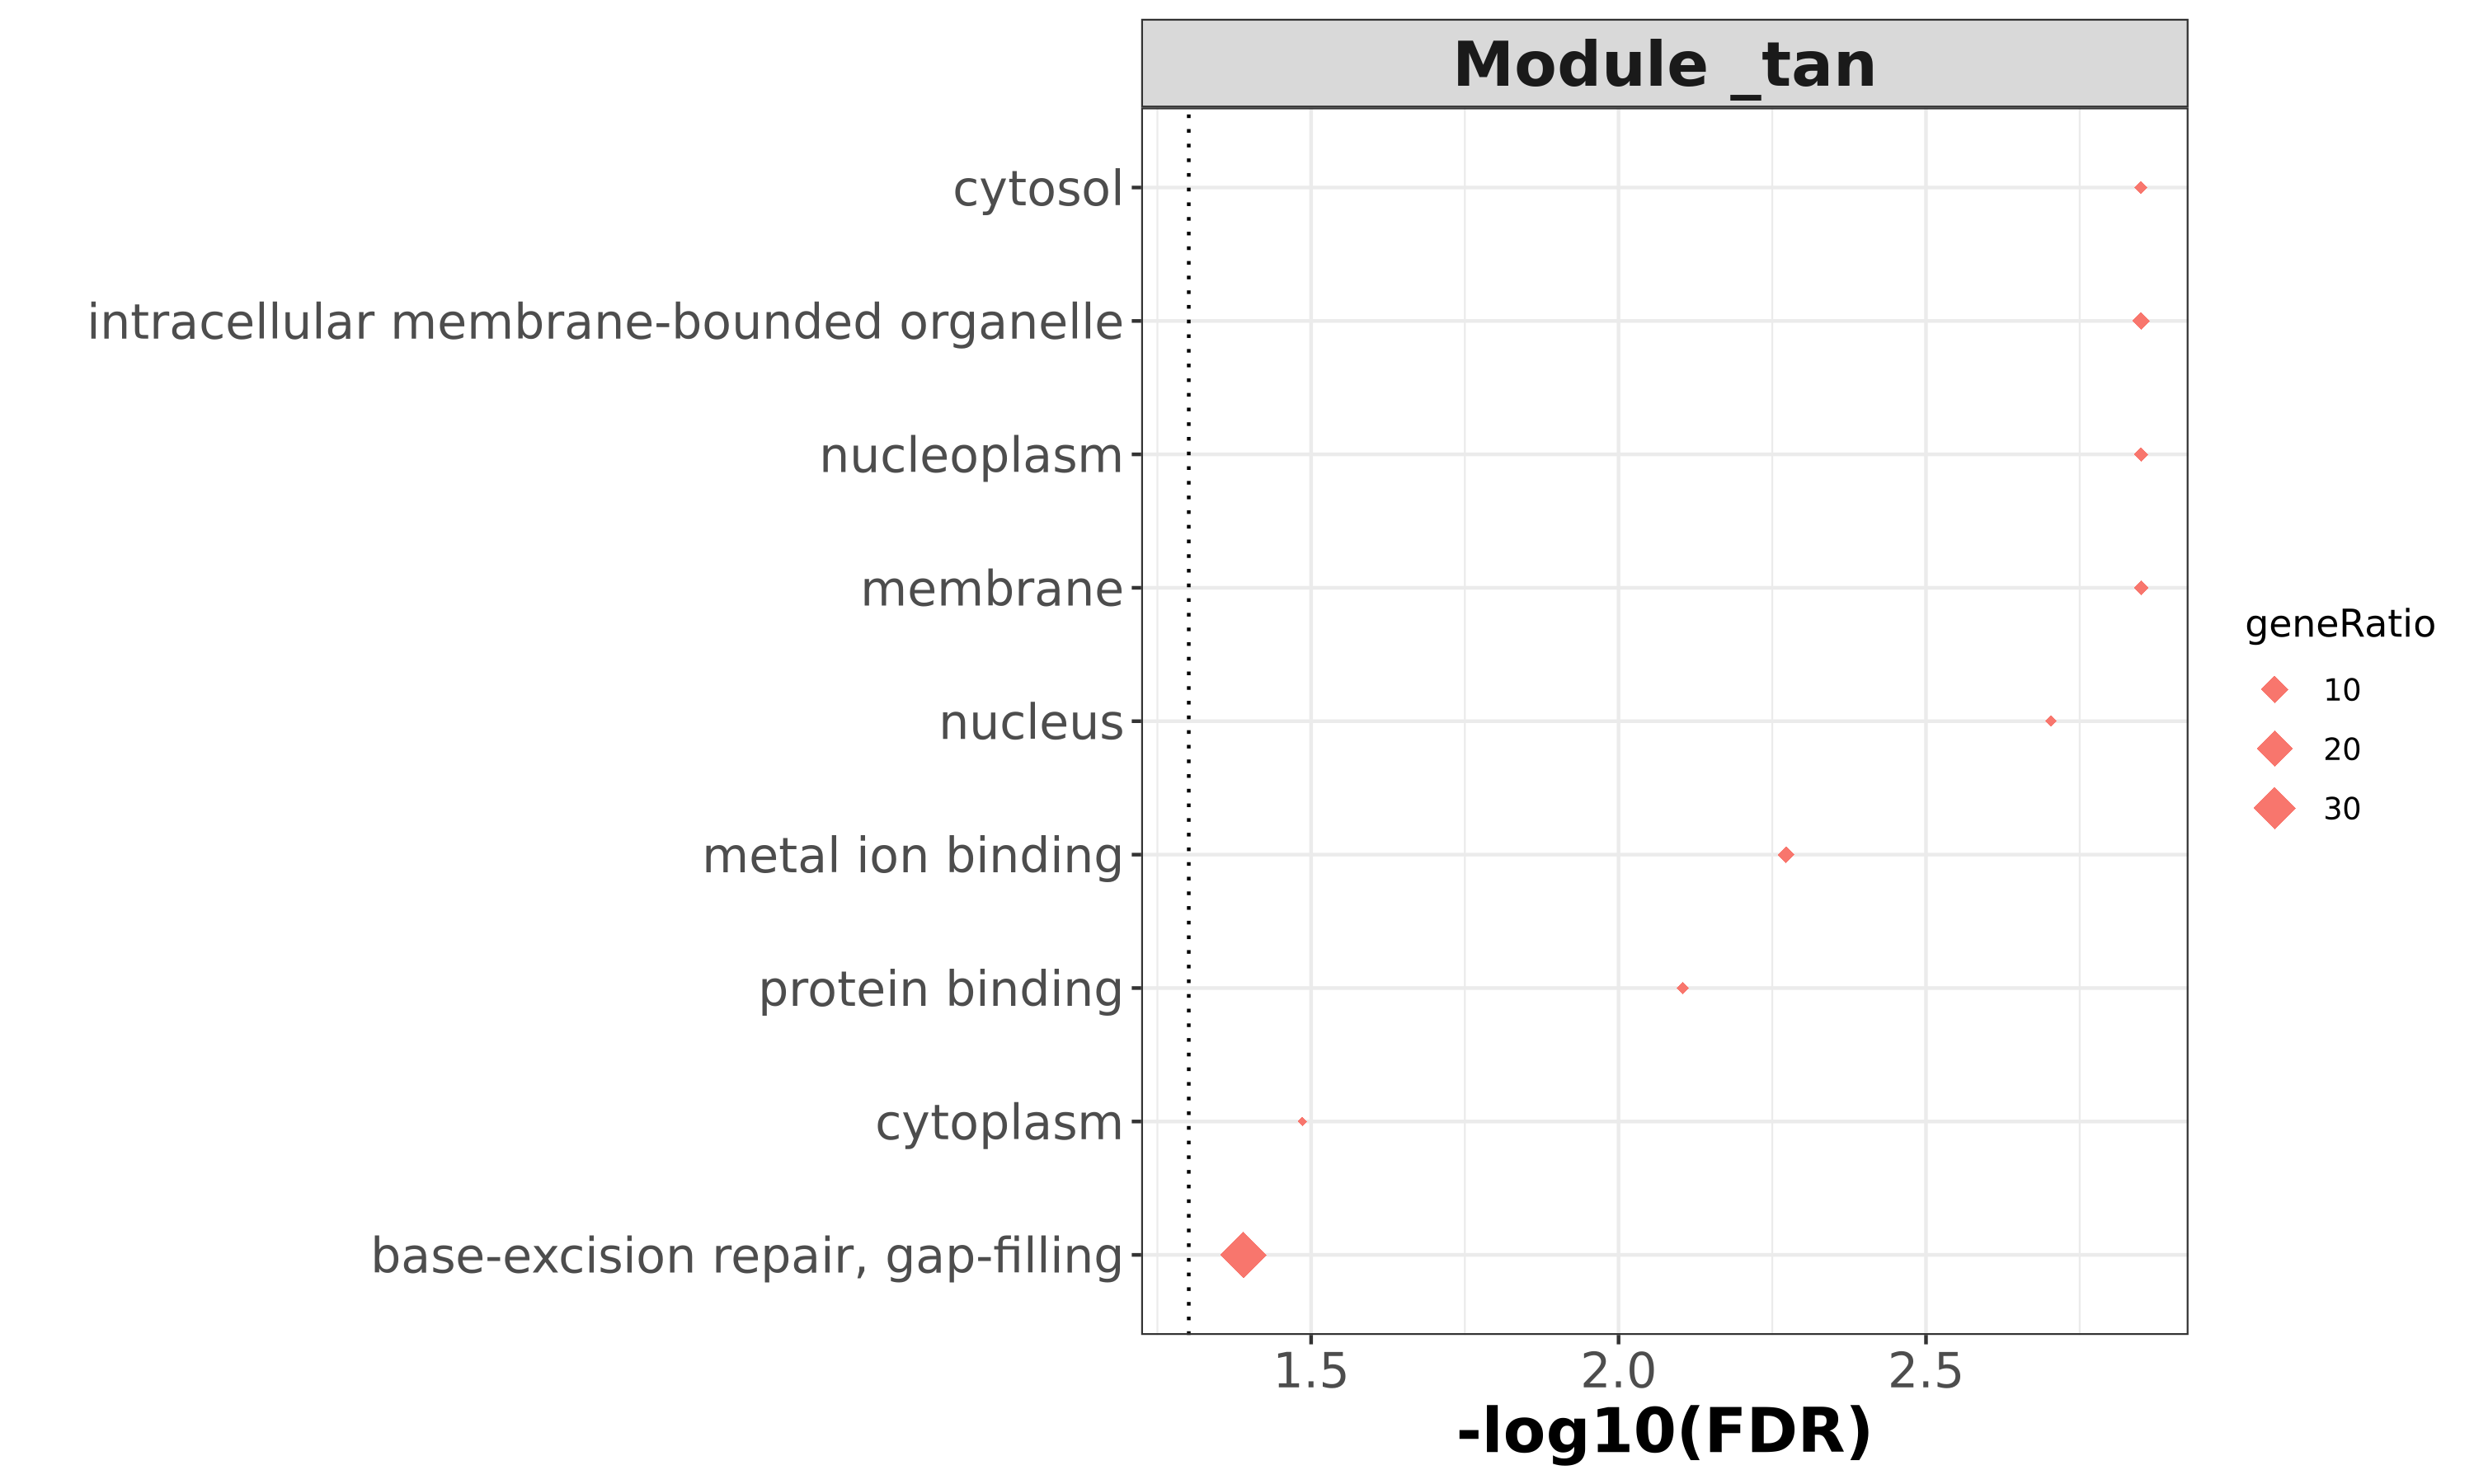 Module _tan
cytosol
intracellular membrane-bounded organelle
nucleoplasm
membrane
nucleus
metal ion binding
protein binding
cytoplasm
base-excision repair, gap-filling
1.5 2.0 2.5
-log10(FDR)
geneRatio
10
20
30